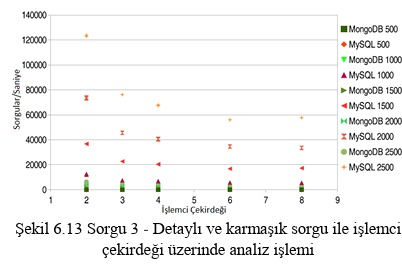 140000
120000
100000
80000
60000
40000
20000
0
Sorgular/Saniye
1 2 3 4 5 6 7 8 9
İşlemci Çekirdeği
MongoDB 500
MySQL 500
MongoDB 1000
MySQL 1000
MongoDB 1500
MySQL 1500
MongoDB 2000
MySQL 2000
MongoDB 2500
MySQL 2500
Şekil 6.13 Sorgu 3 - Detaylı ve karmaşık sorgu ile işlemci
çekirdeği üzerinde analiz işlemi